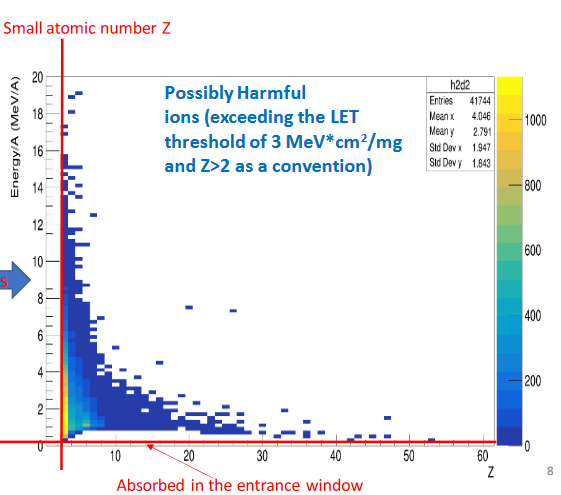 Small atomic number Z
Energy/A (MeV/A)
20
18
16
14
12
10
8
6
4
2
0
Possibly Harmful
ions (exceeding the LET
threshold of 3 MeV*cm²/mg
and Z>2 as a convention)
h2d2
Entries 41744
Mean x 4.046
Mean y 2.791
Std Dev x 1.947
Std Dev y 1.843
1000
800
600
400
200
0
s
10 20 30 40 50 60
Z
Absorbed in the entrance window
8